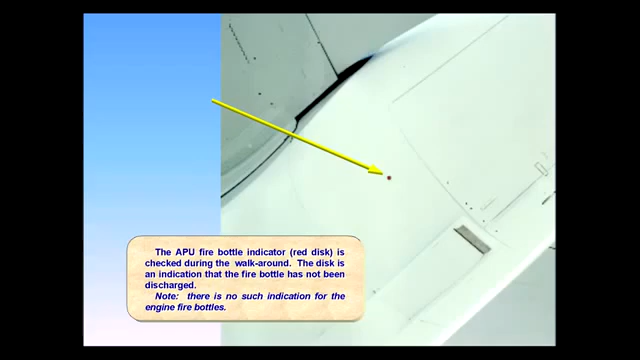 The APU fire bottle indicator (red disk) is
checked during the walk-around. The disk is
an indication that the fire bottle has not been
discharged.
Note: there is no such indication for the
engine fire bottles.